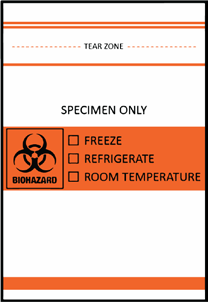 TEAR ZONE
SPECIMEN ONLY
FREEZE
REFRIGERATE
ROOM TEMPERATURE
BIOHAZARD